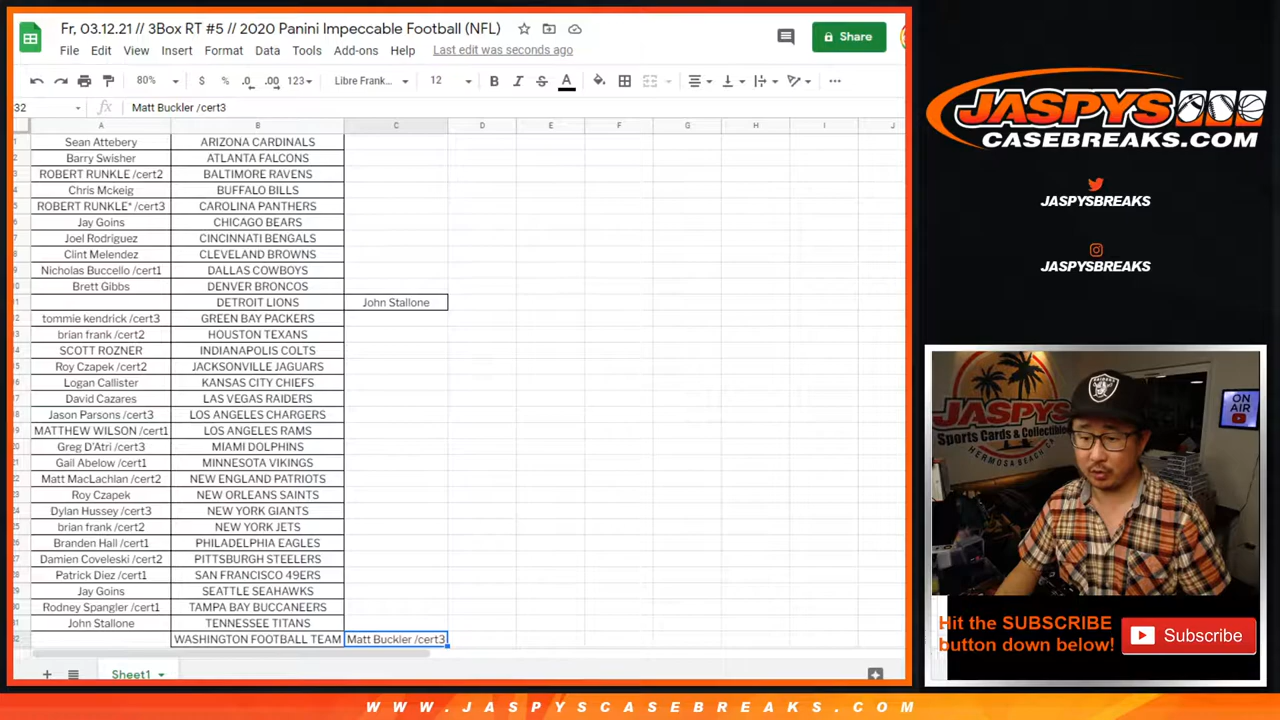 Fr, 03.12.21 // 3Box RT #5 // 2020 Panini Impeccable Football (NFL)
File Edit View Insert Format Data Tools Add-ons Help Last edit was seconds ago
Share
80% $ % .0 .00 123 Libre Frank... 12 B I S A
32 fx Matt Buckler /cert3
A B C D E F G H I J
Sean Attebery ARIZONA CARDINALS
Barry Swisher ATLANTA FALCONS
ROBERT RUNKLE /cert2 BALTIMORE RAVENS
Chris Mckeig BUFFALO BILLS
ROBERT RUNKLE* /cert3 CAROLINA PANTHERS
Jay Goins CHICAGO BEARS
Joel Rodriguez CINCINNATI BENGALS
Clint Melendez CLEVELAND BROWNS
Nicholas Buccello /cert1 DALLAS COWBOYS
Brett Gibbs DENVER BRONCOS
DETROIT LIONS John Stallone
tommie kendrick /cert3 GREEN BAY PACKERS
brian frank /cert2 HOUSTON TEXANS
SCOTT ROZNER INDIANAPOLIS COLTS
Roy Czapek /cert2 JACKSONVILLE JAGUARS
Logan Callister KANSAS CITY CHIEFS
David Cazares LAS VEGAS RAIDERS
Jason Parsons /cert3 LOS ANGELES CHARGERS
MATTHEW WILSON /cert1 LOS ANGELES RAMS
Greg D'Atri /cert3 MIAMI DOLPHINS
Gail Abelow /cert1 MINNESOTA VIKINGS
Matt MacLachlan /cert2 NEW ENGLAND PATRIOTS
Roy Czapek NEW ORLEANS SAINTS
Dylan Hussey /cert3 NEW YORK GIANTS
brian frank /cert2 NEW YORK JETS
Branden Hall /cert1 PHILADELPHIA EAGLES
Damien Coveleski /cert2 PITTSBURGH STEELERS
Patrick Diez /cert1 SAN FRANCISCO 49ERS
Jay Goins SEATTLE SEAHAWKS
Rodney Spangler /cert1 TAMPA BAY BUCCANEERS
John Stallone TENNESSEE TITANS
WASHINGTON FOOTBALL TEAM Matt Buckler /cert3
Sheet1
JASPYS
CASEBREAKS.COM
JASPYSBREAKS
JASPYSBREAKS
JASPYS
Sports Cards & Collectibles
HERMOSA BEACH CA
RAIDERS
ON
AIR
Hit the SUBSCRIBE
button down below!
Subscribe
WWW.JASPYSCASEBREAKS.COM